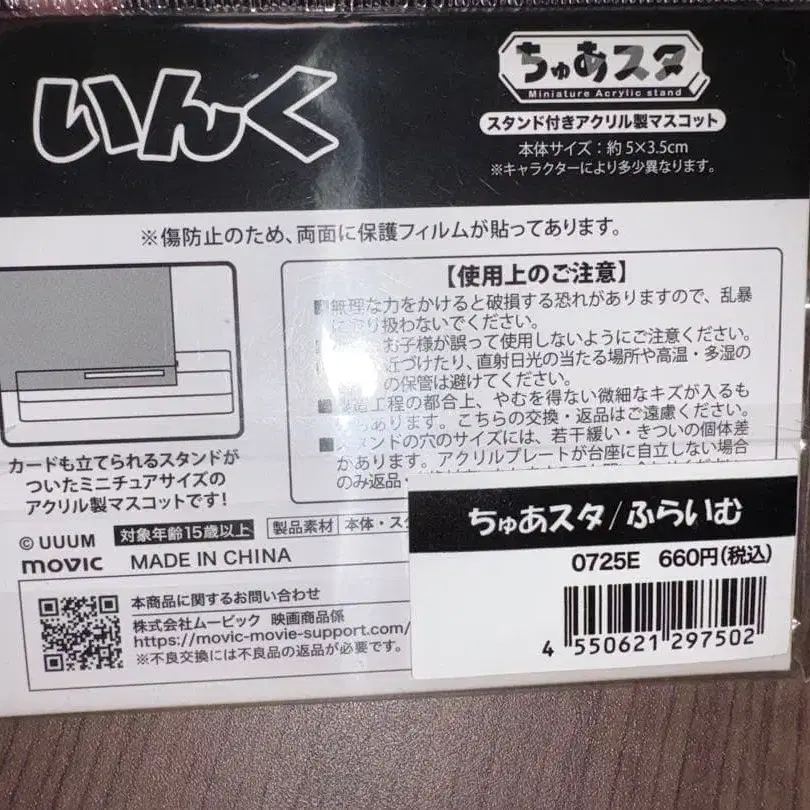 いんく
ちゅあスタ
Miniature Acrylic stand
スタンド付きアクリル製マスコット
本体サイズ：約5×3.5cm
※キャラクターにより多少異なります。
※傷防止のため、両面に保護フィルムが貼ってあります。
【使用上のご注意】
■無理な力をかけると破損する恐れがありますので、乱暴
り扱わないでください。
お子様が誤って使用しないようにご注意ください。
近づけたり、直射日光の当たる場所や高温・多湿の
の保管は避けてください。
■製造工程の都合上、やむを得ない微細なキズが入るも
あります。こちらの交換・返品はご遠慮ください。
■スタンドの穴のサイズには、若干緩い・きついの個体差
があります。アクリルプレートが台座に自立しない場合
のみ返品・
カードも立てられるスタンドが
ついたミニチュアサイズの
アクリル製マスコットです！
© UUUM
movic
対象年齢15歳以上
製品素材
本体・ス
MADE IN CHINA
本商品に関するお問い合わせ
株式会社ムービック 映画商品係
https://movic-movie-support.com/
※不良交換には不良品の返品が必要です。
ちゅあスタ/ふらいむ
0725E 660円(税込)
4 550621 297502